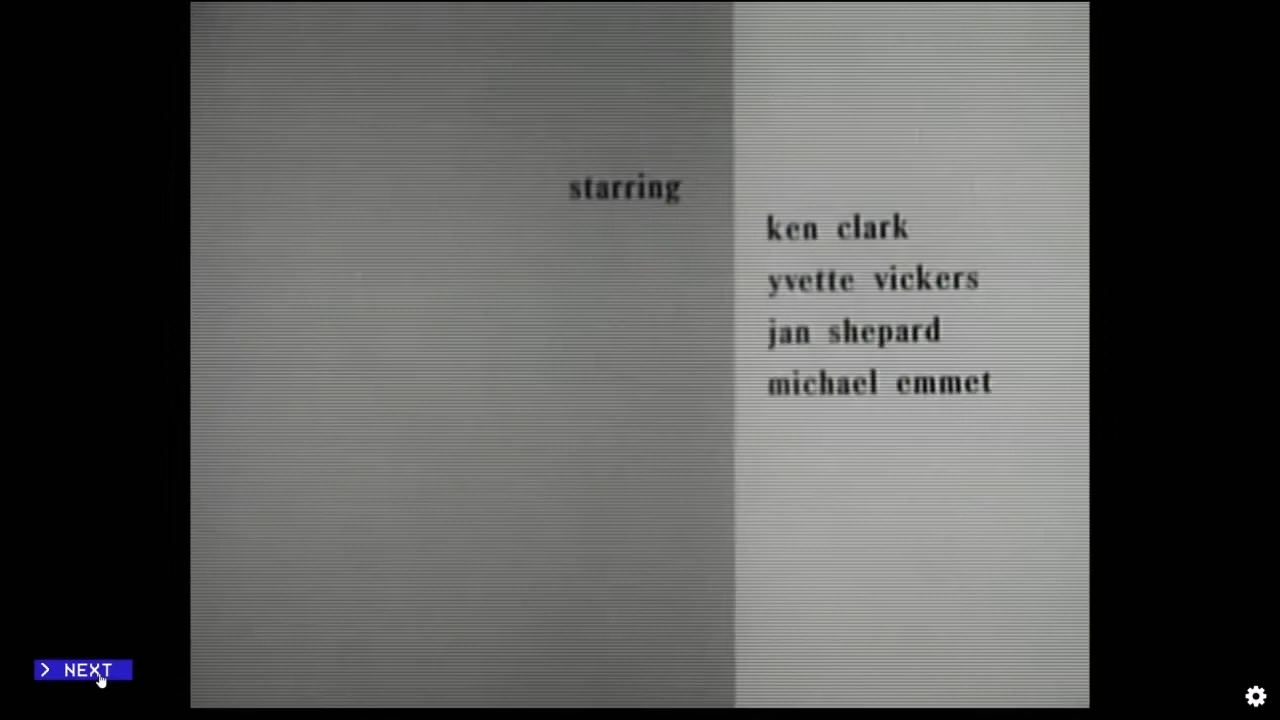 starring
ken clark
yvette vickers
jan shepard
michael emmet
> NEXT